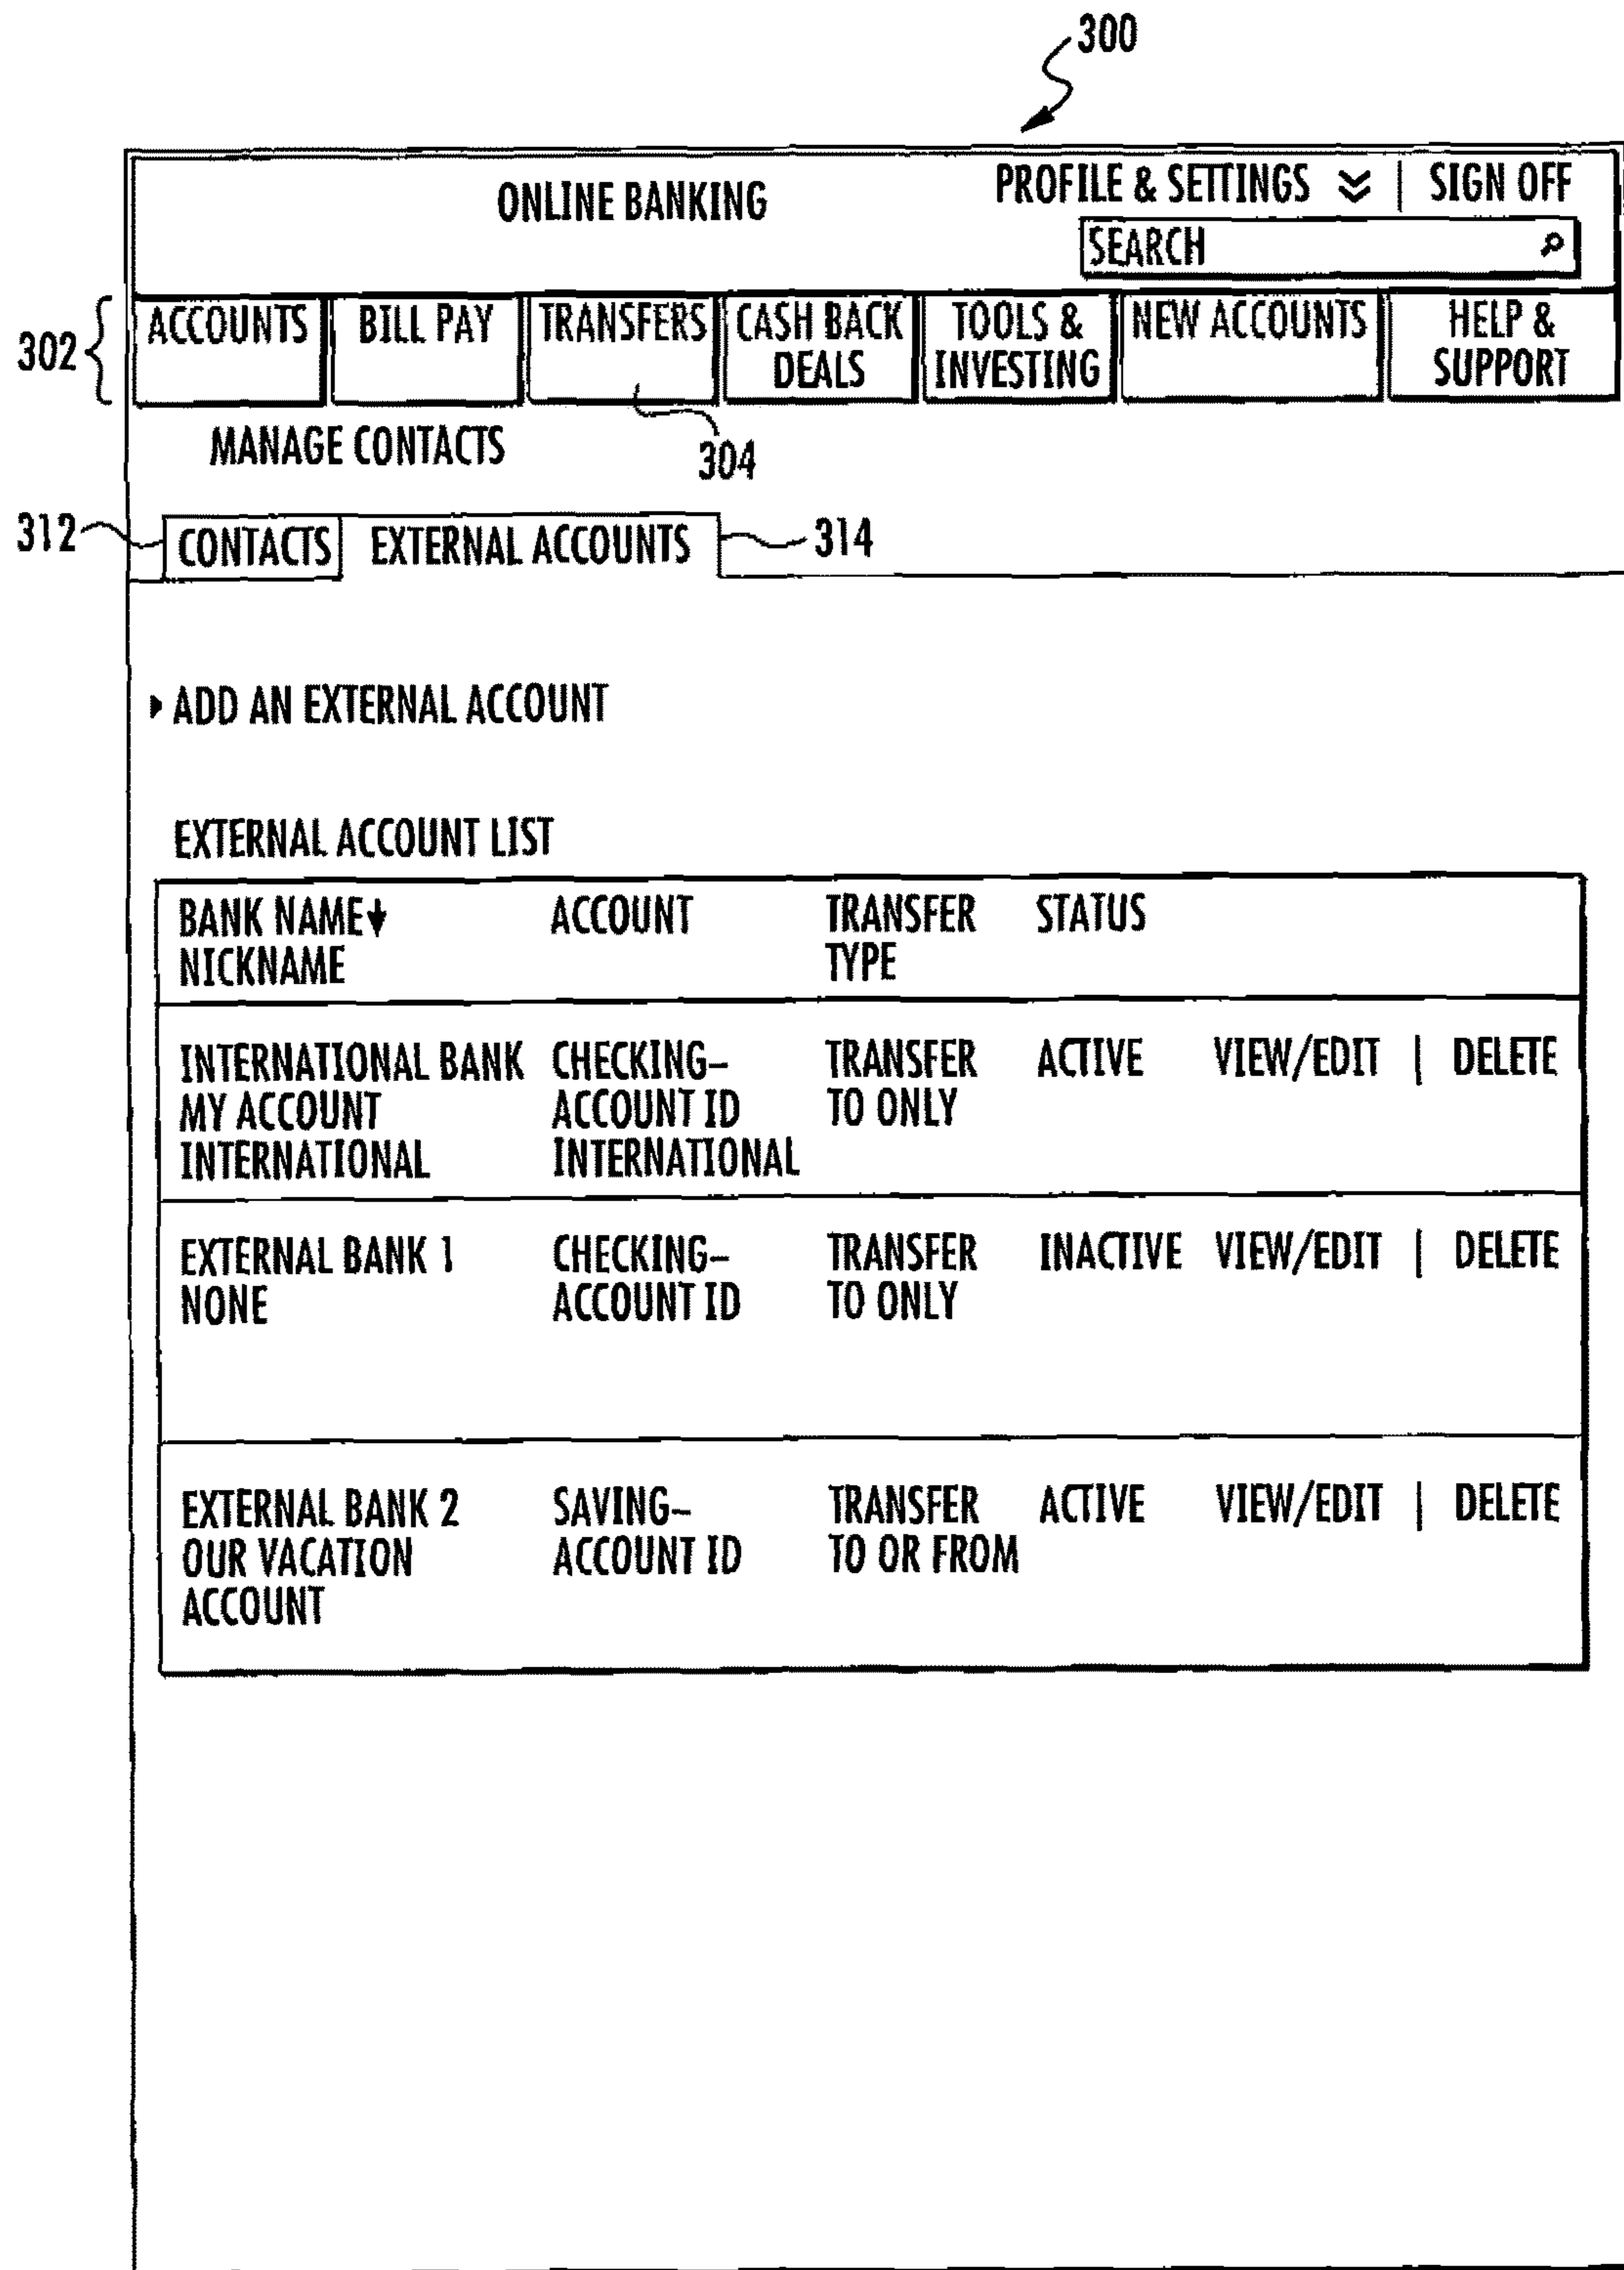 300
ONLINE BANKING
PROFILE & SETTINGS | SIGN OFF
SEARCH
302
ACCOUNTS
BILL PAY
TRANSFERS
CASH BACK
DEALS
TOOLS &
INVESTING
NEW ACCOUNTS
HELP &
SUPPORT
304
MANAGE CONTACTS
312
CONTACTS
EXTERNAL ACCOUNTS
314
ADD AN EXTERNAL ACCOUNT
EXTERNAL ACCOUNT LIST
BANK NAME
NICKNAME
ACCOUNT
TRANSFER
TYPE
STATUS
INTERNATIONAL BANK
MY ACCOUNT
INTERNATIONAL
CHECKING–
ACCOUNT ID
INTERNATIONAL
TRANSFER
TO ONLY
ACTIVE
VIEW/EDIT | DELETE
EXTERNAL BANK 1
NONE
CHECKING–
ACCOUNT ID
TRANSFER
TO ONLY
INACTIVE
VIEW/EDIT | DELETE
EXTERNAL BANK 2
OUR VACATION
ACCOUNT
SAVING–
ACCOUNT ID
TRANSFER
TO OR FROM
ACTIVE
VIEW/EDIT | DELETE